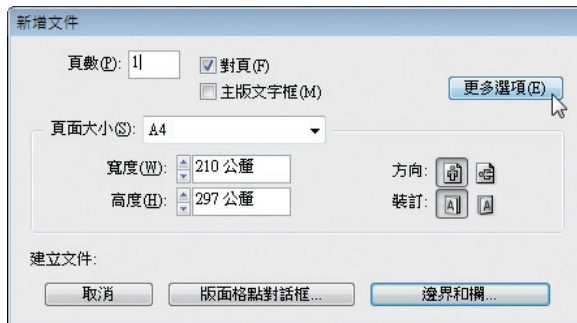 新增文件
頁數(P): 1
對頁(F)
主版文字框(M)
更多選項(E)
頁面大小(S): A4
寬度(W): 210 公釐
高度(H): 297 公釐
方向:
裝訂:
建立文件:
取消 版面格點對話框... 邊界和欄...